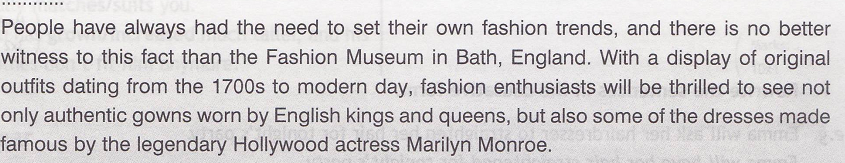 People have always had the need to set their own fashion trends, and there is no better
witness to this fact than the Fashion Museum in Bath, England. With a display of original
outfits dating from the 1700s to modern day, fashion enthusiasts will be thrilled to see not
only authentic gowns worn by English kings and queens, but also some of the dresses made
famous by the legendary Hollywood actress Marilyn Monroe.